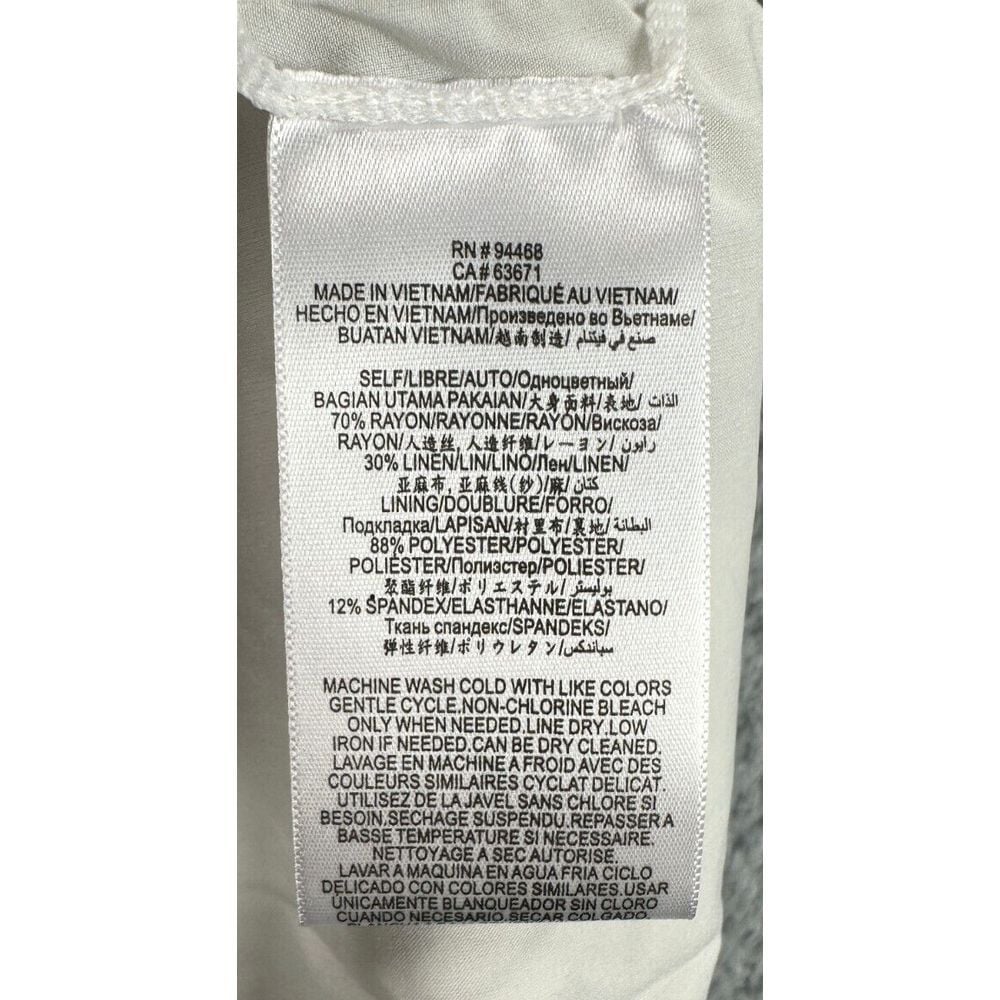 RN # 94468
CA # 63671
MADE IN VIETNAM/FABRIQUÉ AU VIETNAM/
HECHO EN VIETNAM/Произведено во Вьетнаме/
BUATAN VIETNAM/越南制造/ صنع في فيتنام
SELF/LIBRE/AUTO/Одноцветный/
BAGIAN UTAMA PAKAIAN/大身面料/表地/ الذات
70% RAYON/RAYONNE/RAYON/Вискоза/
RAYON/人造丝, 人造纤维/レーヨン/ رايون
30% LINEN/LIN/LINO/Лен/LINEN/
亚麻布, 亚麻线(纱)/麻/ كتان
LINING/DOUBLURE/FORRO/
Подкладка/LAPISAN/衬里布/裏地/ البطانة
88% POLYESTER/POLYESTER/
POLIÉSTER/Полиэстер/POLIESTER/
聚酯纤维/ポリエステル/ بوليستر
12% SPANDEX/ELASTHANNE/ELASTANO/
Ткань спандекс/SPANDEKS/
弹性纤维/ポリウレタン/ سباندكس
MACHINE WASH COLD WITH LIKE COLORS
GENTLE CYCLE.NON-CHLORINE BLEACH
ONLY WHEN NEEDED.LINE DRY.LOW
IRON IF NEEDED.CAN BE DRY CLEANED.
LAVAGE EN MACHINE A FROID AVEC DES
COULEURS SIMILAIRES CYCLAT DELICAT.
UTILISEZ DE LA JAVEL SANS CHLORE SI
BESOIN.SECHAGE SUSPENDU.REPASSER A
BASSE TEMPERATURE SI NECESSAIRE.
NETTOYAGE A SEC AUTORISE.
LAVAR A MAQUINA EN AGUA FRIA CICLO
DELICADO CON COLORES SIMILARES.USAR
ÚNICAMENTE BLANQUEADOR SIN CLORO
CUANDO NECESARIO.SECAR COLGADO.